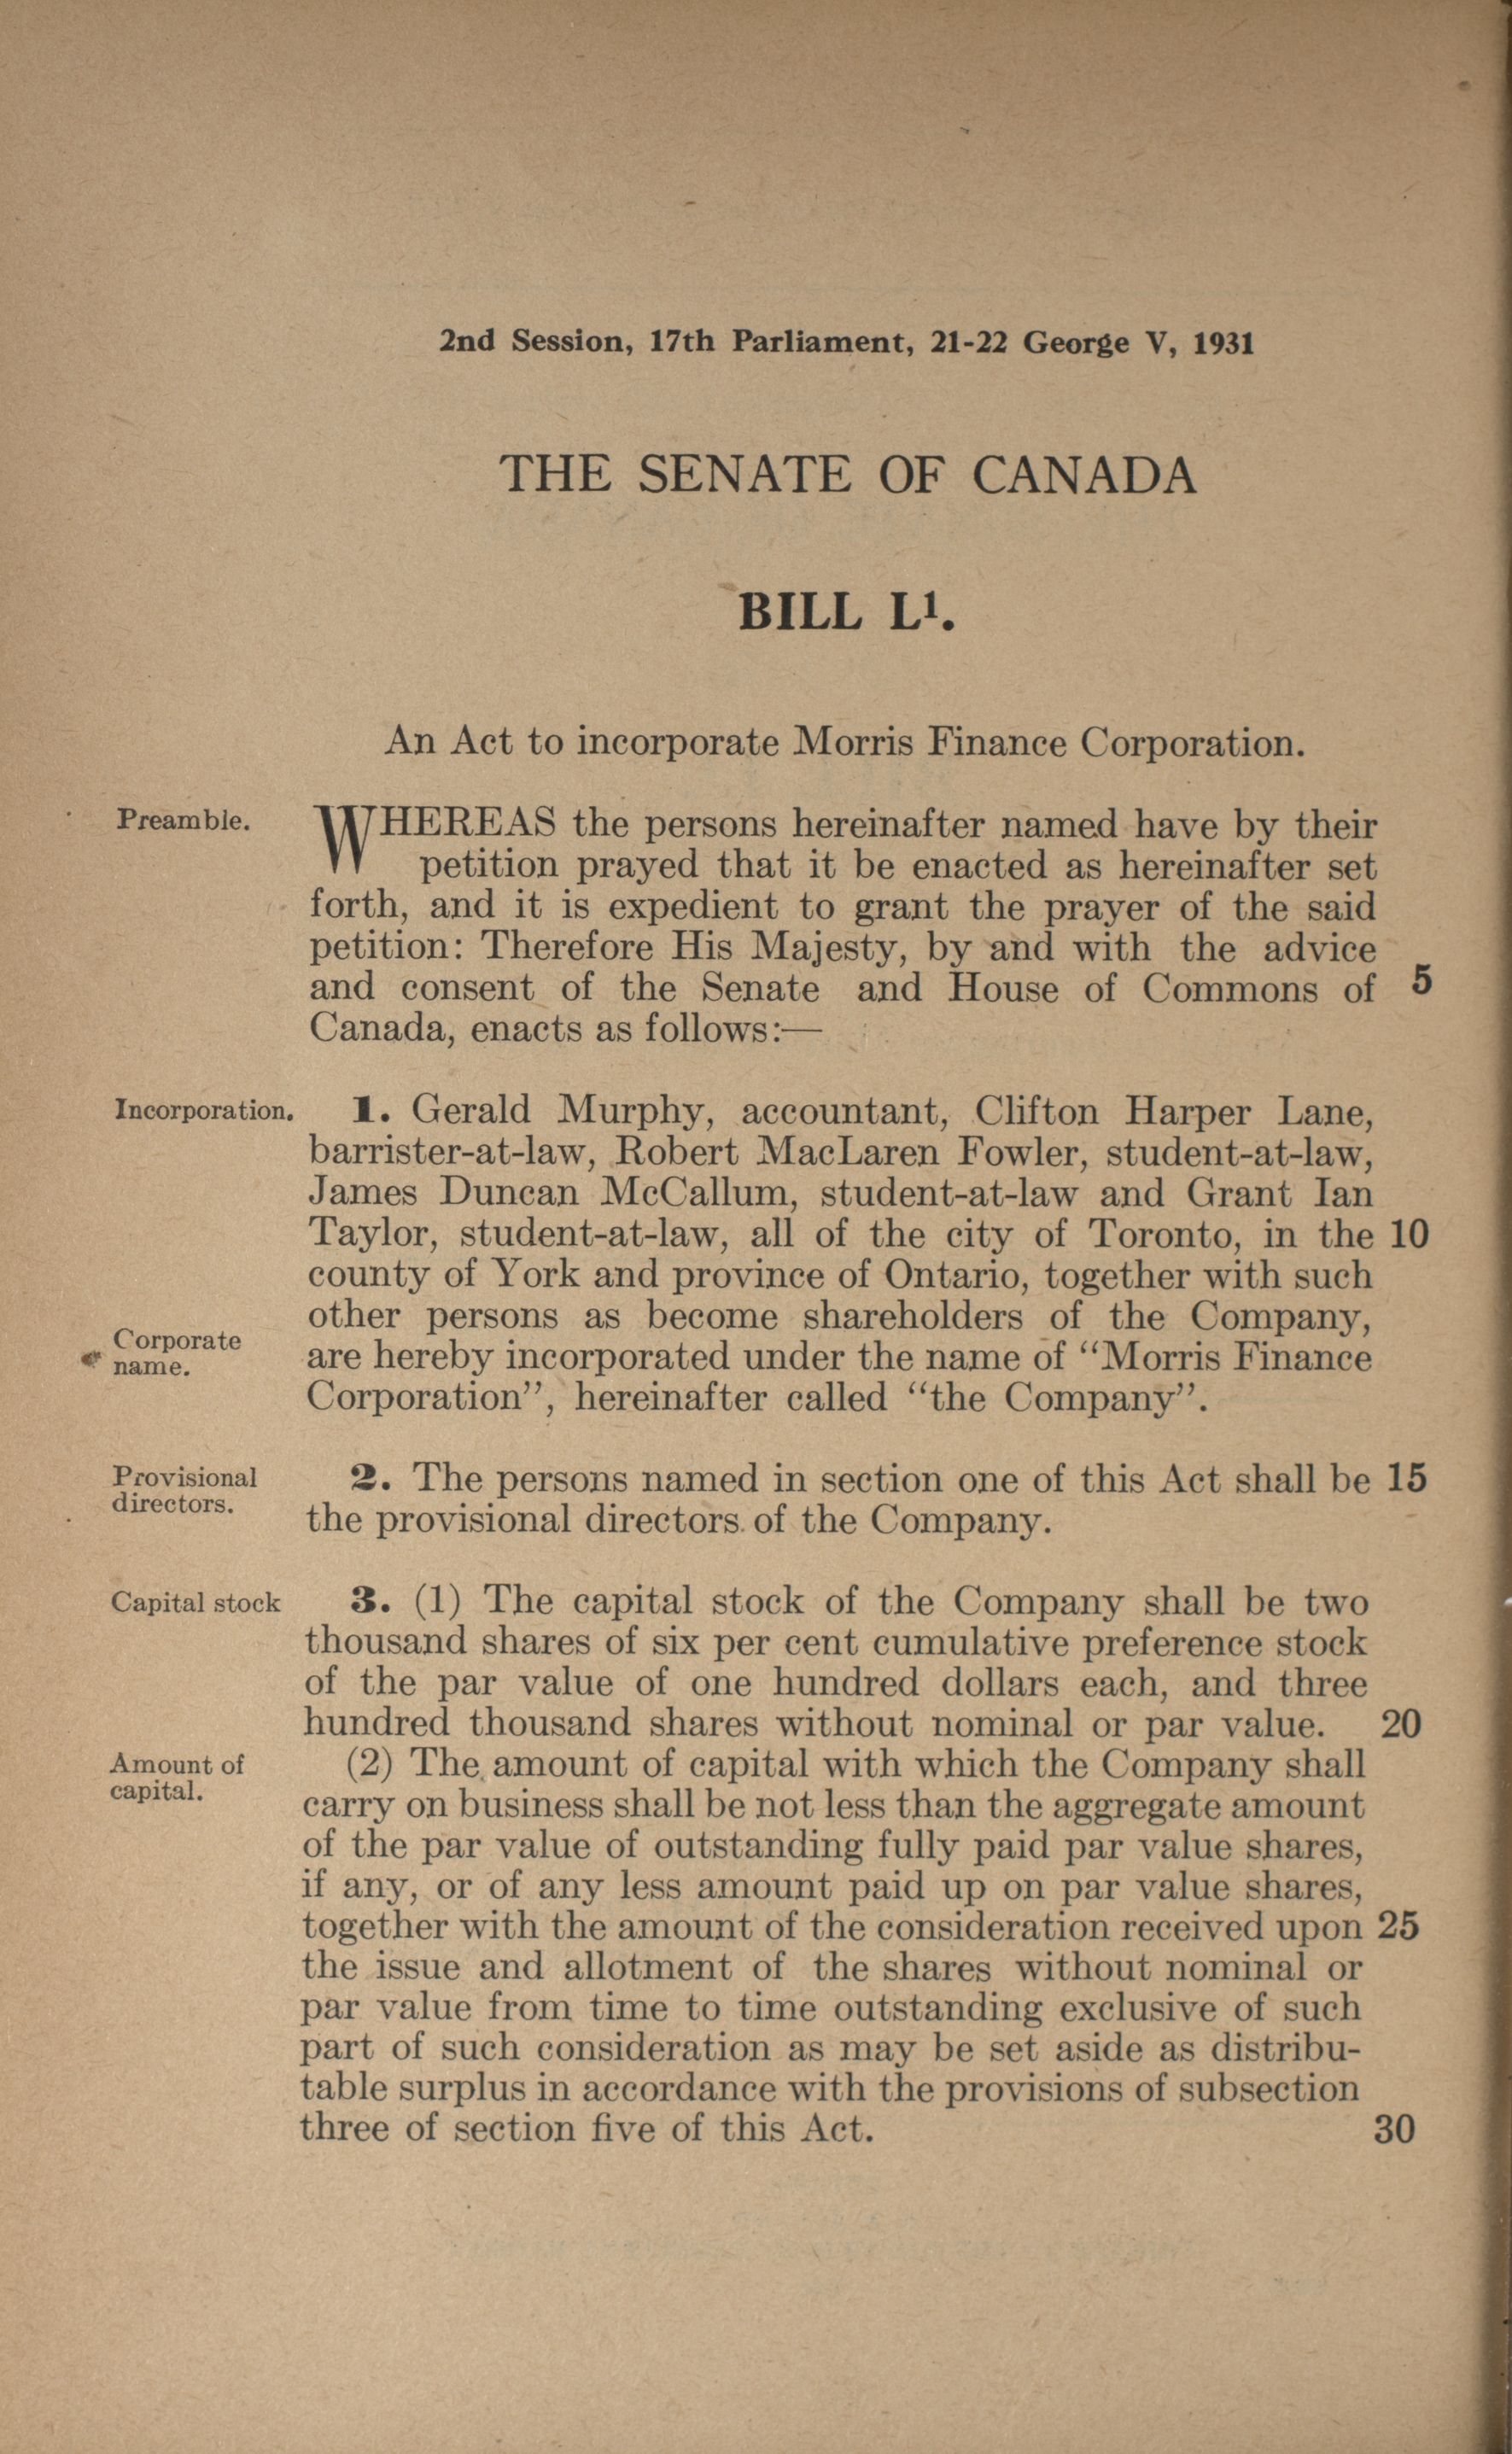 2nd Session, 17th Parliament, 21-22 George V, 1931
THE SENATE OF CANADA
BILL L¹.
An Act to incorporate Morris Finance Corporation.
Preamble.
WHEREAS the persons hereinafter named have by their
petition prayed that it be enacted as hereinafter set
forth, and it is expedient to grant the prayer of the said
petition: Therefore His Majesty, by and with the advice
and consent of the Senate and House of Commons of 5
Canada, enacts as follows:—
Incorporation.
1. Gerald Murphy, accountant, Clifton Harper Lane,
barrister-at-law, Robert MacLaren Fowler, student-at-law,
James Duncan McCallum, student-at-law and Grant Ian
Taylor, student-at-law, all of the city of Toronto, in the 10
county of York and province of Ontario, together with such
other persons as become shareholders of the Company,
Corporate
name.
are hereby incorporated under the name of “Morris Finance
Corporation”, hereinafter called “the Company”.
Provisional
directors.
2. The persons named in section one of this Act shall be 15
the provisional directors of the Company.
Capital stock
3. (1) The capital stock of the Company shall be two
thousand shares of six per cent cumulative preference stock
of the par value of one hundred dollars each, and three
hundred thousand shares without nominal or par value. 20
Amount of
capital.
(2) The amount of capital with which the Company shall
carry on business shall be not less than the aggregate amount
of the par value of outstanding fully paid par value shares,
if any, or of any less amount paid up on par value shares,
together with the amount of the consideration received upon 25
the issue and allotment of the shares without nominal or
par value from time to time outstanding exclusive of such
part of such consideration as may be set aside as distribu-
table surplus in accordance with the provisions of subsection
three of section five of this Act. 30